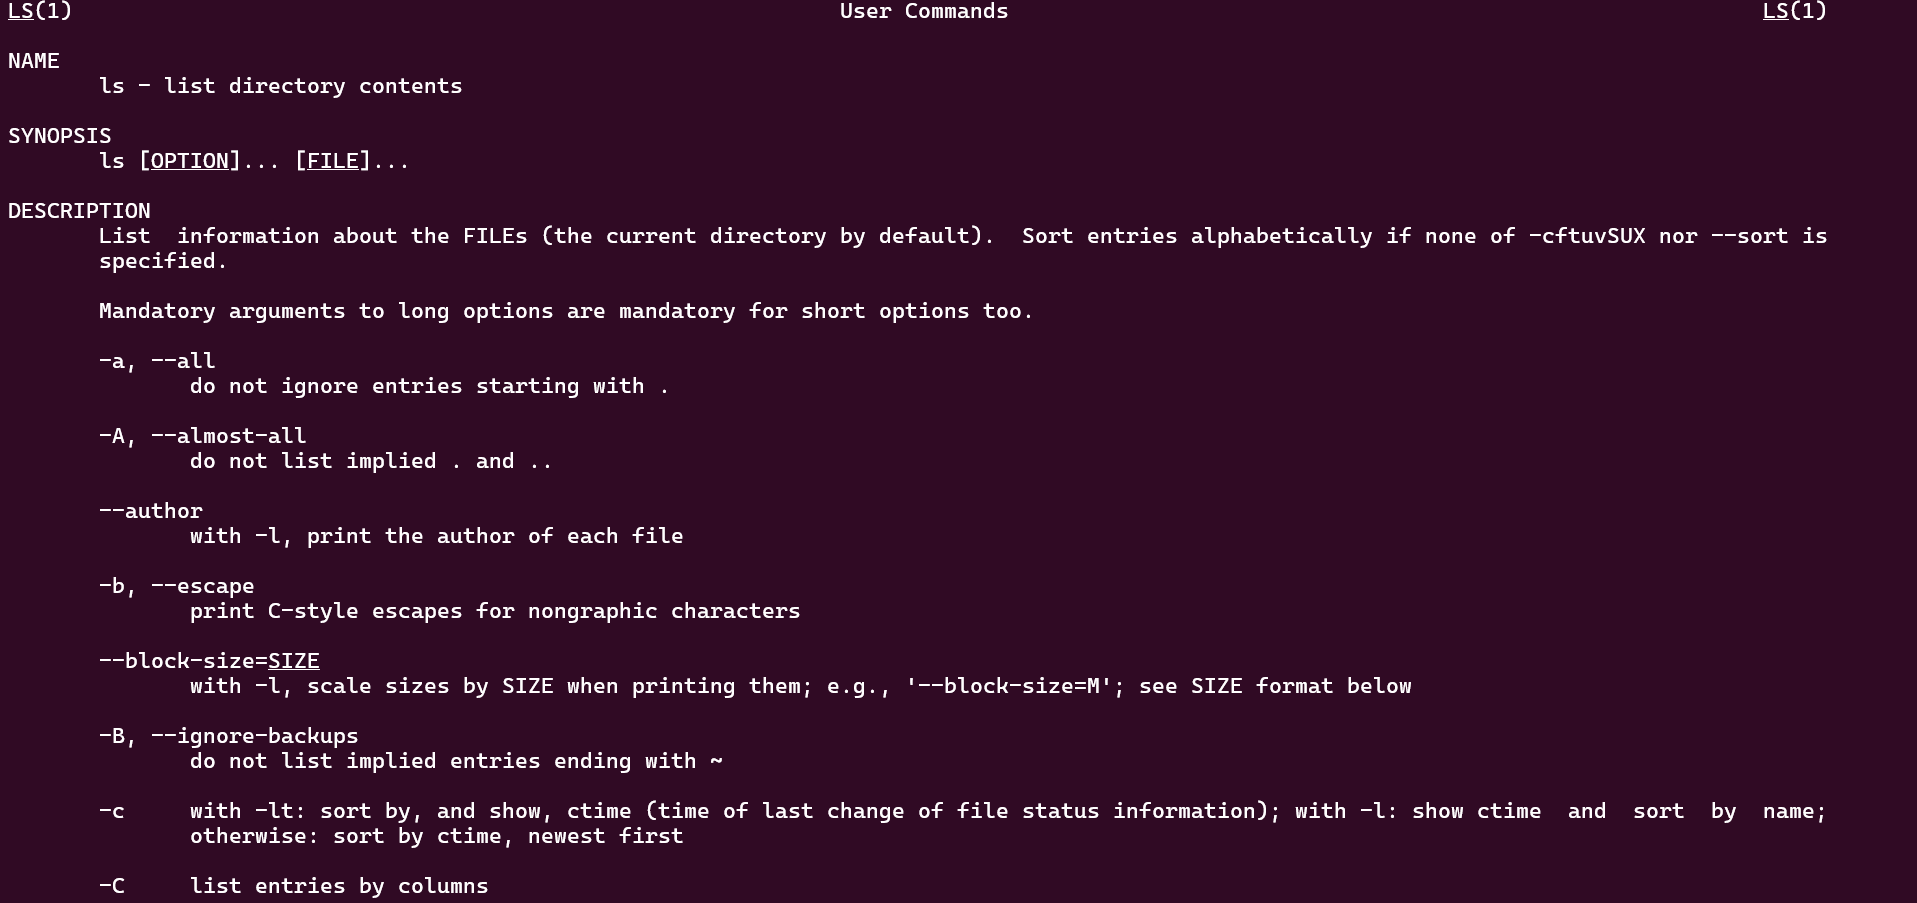 LS(1) User Commands LS(1)
NAME
ls - list directory contents
SYNOPSIS
ls [OPTION]... [FILE]...
DESCRIPTION
List  information about the FILEs (the current directory by default).  Sort entries alphabetically if none of -cftuvSUX nor --sort is
specified.
Mandatory arguments to long options are mandatory for short options too.
-a, --all
do not ignore entries starting with .
-A, --almost-all
do not list implied . and ..
--author
with -l, print the author of each file
-b, --escape
print C-style escapes for nongraphic characters
--block-size=SIZE
with -l, scale sizes by SIZE when printing them; e.g., '--block-size=M'; see SIZE format below
-B, --ignore-backups
do not list implied entries ending with ~
-c     with -lt: sort by, and show, ctime (time of last change of file status information); with -l: show ctime  and  sort  by  name;
otherwise: sort by ctime, newest first
-C     list entries by columns